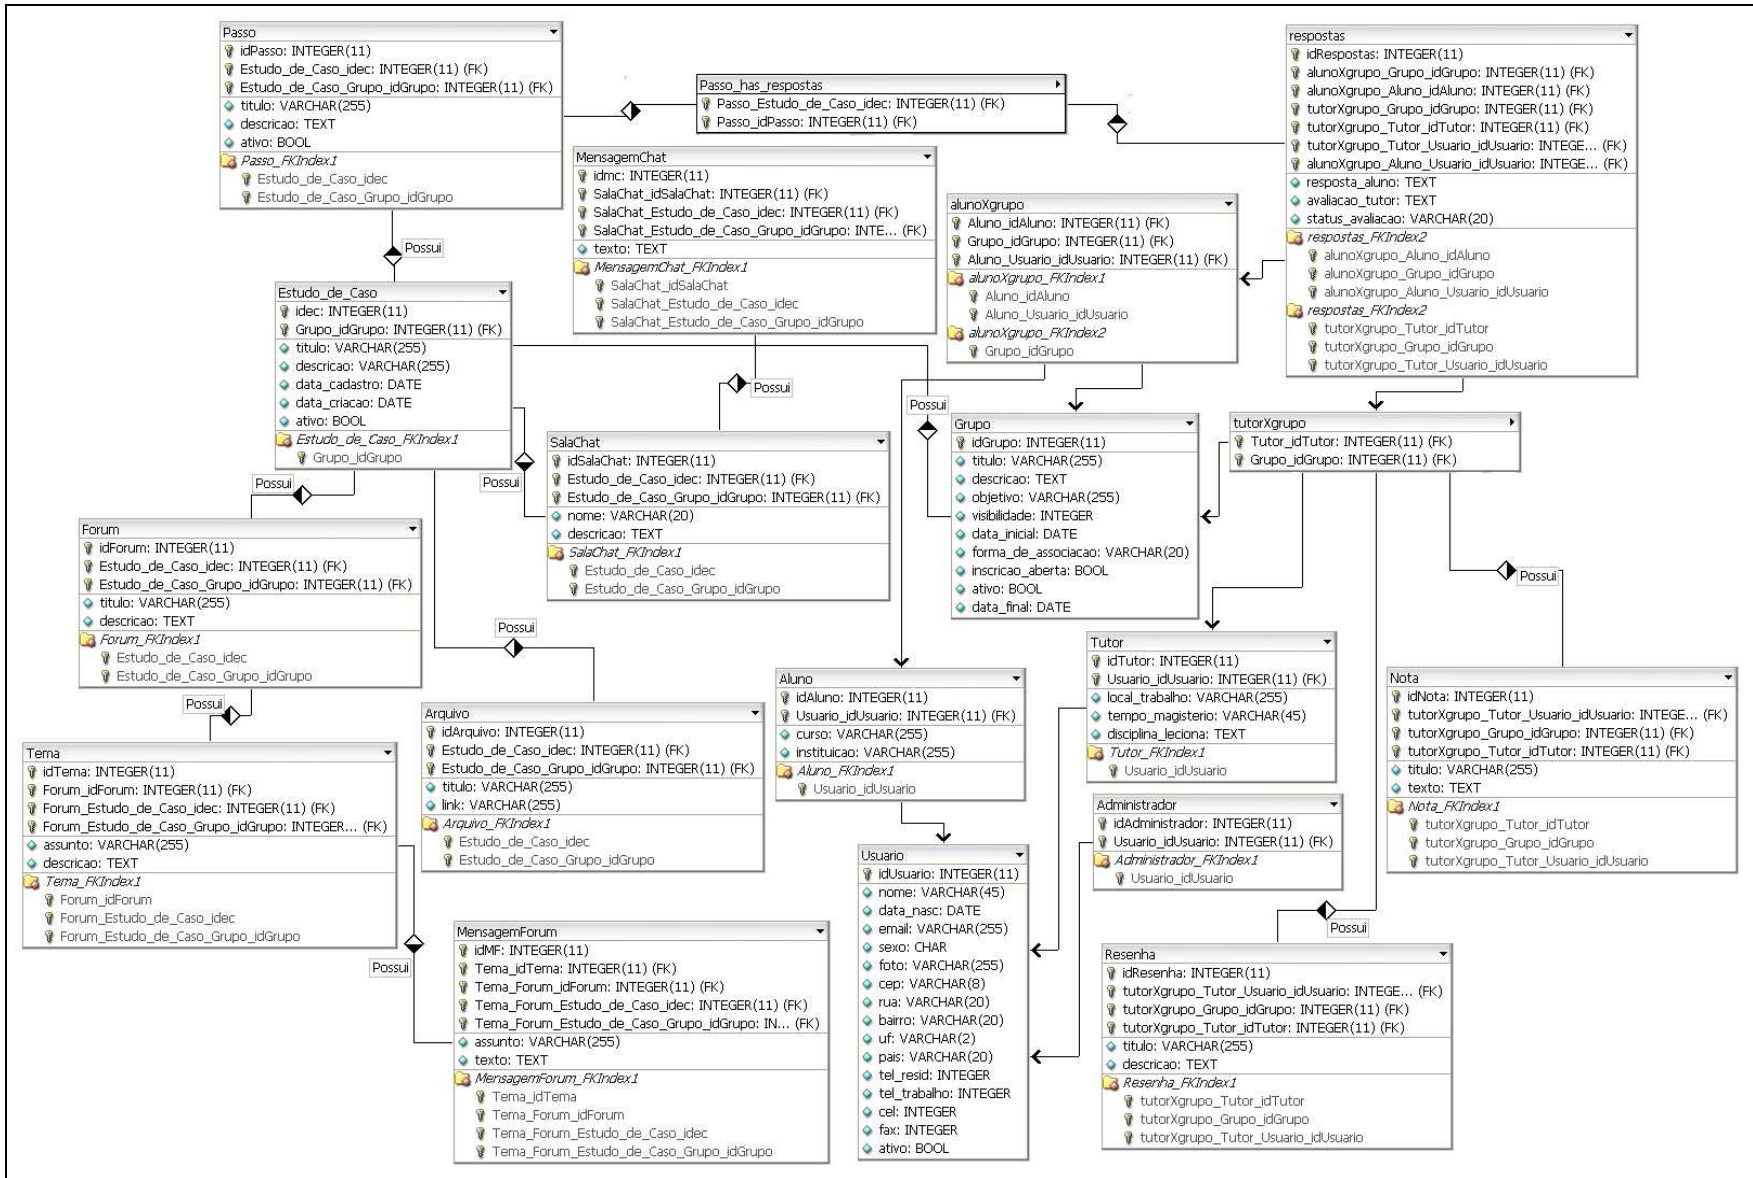 Passo
idPasso: INTEGER(11)
Estudo_de_Caso_idec: INTEGER(11) (FK)
Estudo_de_Caso_Grupo_idGrupo: INTEGER(11) (FK)
titulo: VARCHAR(255)
descricao: TEXT
ativo: BOOL
Passo_FKIndex1
Estudo_de_Caso_idec
Estudo_de_Caso_Grupo_idGrupo
Passo_has_respostas
Passo_Estudo_de_Caso_idec: INTEGER(11) (FK)
Passo_idPasso: INTEGER(11) (FK)
respostas
idRespostas: INTEGER(11)
alunoXgrupo_Grupo_idGrupo: INTEGER(11) (FK)
alunoXgrupo_Aluno_idAluno: INTEGER(11) (FK)
tutorXgrupo_Grupo_idGrupo: INTEGER(11) (FK)
tutorXgrupo_Tutor_idTutor: INTEGER(11) (FK)
tutorXgrupo_Tutor_Usuario_idUsuario: INTEGE... (FK)
alunoXgrupo_Aluno_Usuario_idUsuario: INTEGE... (FK)
resposta_aluno: TEXT
avaliacao_tutor: TEXT
status_avaliacao: VARCHAR(20)
respostas_FKIndex2
alunoXgrupo_Aluno_idAluno
alunoXgrupo_Grupo_idGrupo
alunoXgrupo_Aluno_Usuario_idUsuario
respostas_FKIndex2
tutorXgrupo_Tutor_idTutor
tutorXgrupo_Grupo_idGrupo
tutorXgrupo_Tutor_Usuario_idUsuario
MensagemChat
idmc: INTEGER(11)
SalaChat_idSalaChat: INTEGER(11) (FK)
SalaChat_Estudo_de_Caso_idec: INTEGER(11) (FK)
SalaChat_Estudo_de_Caso_Grupo_idGrupo: INTE... (FK)
texto: TEXT
MensagemChat_FKIndex1
SalaChat_idSalaChat
SalaChat_Estudo_de_Caso_idec
SalaChat_Estudo_de_Caso_Grupo_idGrupo
alunoXgrupo
Aluno_idAluno: INTEGER(11) (FK)
Grupo_idGrupo: INTEGER(11) (FK)
Aluno_Usuario_idUsuario: INTEGER(11) (FK)
alunoXgrupo_FKIndex1
Aluno_idAluno
Aluno_Usuario_idUsuario
alunoXgrupo_FKIndex2
Grupo_idGrupo
Possui
Estudo_de_Caso
idec: INTEGER(11)
Grupo_idGrupo: INTEGER(11) (FK)
titulo: VARCHAR(255)
descricao: VARCHAR(255)
data_cadastro: DATE
data_criacao: DATE
ativo: BOOL
Estudo_de_Caso_FKIndex1
Grupo_idGrupo
Possui
Possui
Possui
Possui
SalaChat
idSalaChat: INTEGER(11)
Estudo_de_Caso_idec: INTEGER(11) (FK)
Estudo_de_Caso_Grupo_idGrupo: INTEGER(11) (FK)
nome: VARCHAR(20)
descricao: TEXT
SalaChat_FKIndex1
Estudo_de_Caso_idec
Estudo_de_Caso_Grupo_idGrupo
Grupo
idGrupo: INTEGER(11)
titulo: VARCHAR(255)
descricao: TEXT
objetivo: VARCHAR(255)
visibilidade: INTEGER
data_inicial: DATE
forma_de_associacao: VARCHAR(20)
inscricao_aberta: BOOL
ativo: BOOL
data_final: DATE
tutorXgrupo
Tutor_idTutor: INTEGER(11) (FK)
Grupo_idGrupo: INTEGER(11) (FK)
Possui
Forum
idForum: INTEGER(11)
Estudo_de_Caso_idec: INTEGER(11) (FK)
Estudo_de_Caso_Grupo_idGrupo: INTEGER(11) (FK)
titulo: VARCHAR(255)
descricao: TEXT
Forum_FKIndex1
Estudo_de_Caso_idec
Estudo_de_Caso_Grupo_idGrupo
Possui
Possui
Tutor
idTutor: INTEGER(11)
Usuario_idUsuario: INTEGER(11) (FK)
local_trabalho: VARCHAR(255)
tempo_magisterio: VARCHAR(45)
disciplina_leciona: TEXT
Tutor_FKIndex1
Usuario_idUsuario
Aluno
idAluno: INTEGER(11)
Usuario_idUsuario: INTEGER(11) (FK)
curso: VARCHAR(255)
instituicao: VARCHAR(255)
Aluno_FKIndex1
Usuario_idUsuario
Nota
idNota: INTEGER(11)
tutorXgrupo_Tutor_Usuario_idUsuario: INTEGE... (FK)
tutorXgrupo_Grupo_idGrupo: INTEGER(11) (FK)
tutorXgrupo_Tutor_idTutor: INTEGER(11) (FK)
titulo: VARCHAR(255)
texto: TEXT
Nota_FKIndex1
tutorXgrupo_Tutor_idTutor
tutorXgrupo_Grupo_idGrupo
tutorXgrupo_Tutor_Usuario_idUsuario
Arquivo
idArquivo: INTEGER(11)
Estudo_de_Caso_idec: INTEGER(11) (FK)
Estudo_de_Caso_Grupo_idGrupo: INTEGER(11) (FK)
titulo: VARCHAR(255)
link: VARCHAR(255)
Arquivo_FKIndex1
Estudo_de_Caso_idec
Estudo_de_Caso_Grupo_idGrupo
Tema
idTema: INTEGER(11)
Forum_idForum: INTEGER(11) (FK)
Forum_Estudo_de_Caso_idec: INTEGER(11) (FK)
Forum_Estudo_de_Caso_Grupo_idGrupo: INTEGER... (FK)
assunto: VARCHAR(255)
descricao: TEXT
Tema_FKIndex1
Forum_idForum
Forum_Estudo_de_Caso_idec
Forum_Estudo_de_Caso_Grupo_idGrupo
Possui
Administrador
idAdministrador: INTEGER(11)
Usuario_idUsuario: INTEGER(11) (FK)
Administrador_FKIndex1
Usuario_idUsuario
Usuario
idUsuario: INTEGER(11)
nome: VARCHAR(45)
data_nasc: DATE
email: VARCHAR(255)
sexo: CHAR
foto: VARCHAR(255)
cep: VARCHAR(8)
rua: VARCHAR(20)
bairro: VARCHAR(20)
uf: VARCHAR(2)
pais: VARCHAR(20)
tel_resid: INTEGER
tel_trabalho: INTEGER
cel: INTEGER
fax: INTEGER
ativo: BOOL
MensagemForum
idMF: INTEGER(11)
Tema_idTema: INTEGER(11) (FK)
Tema_Forum_idForum: INTEGER(11) (FK)
Tema_Forum_Estudo_de_Caso_idec: INTEGER(11) (FK)
Tema_Forum_Estudo_de_Caso_Grupo_idGrupo: IN... (FK)
assunto: VARCHAR(255)
texto: TEXT
MensagemForum_FKIndex1
Tema_idTema
Tema_Forum_idForum
Tema_Forum_Estudo_de_Caso_idec
Tema_Forum_Estudo_de_Caso_Grupo_idGrupo
Possui
Resenha
idResenha: INTEGER(11)
tutorXgrupo_Tutor_Usuario_idUsuario: INTEGE... (FK)
tutorXgrupo_Grupo_idGrupo: INTEGER(11) (FK)
tutorXgrupo_Tutor_idTutor: INTEGER(11) (FK)
titulo: VARCHAR(255)
descricao: TEXT
Resenha_FKIndex1
tutorXgrupo_Tutor_idTutor
tutorXgrupo_Grupo_idGrupo
tutorXgrupo_Tutor_Usuario_idUsuario